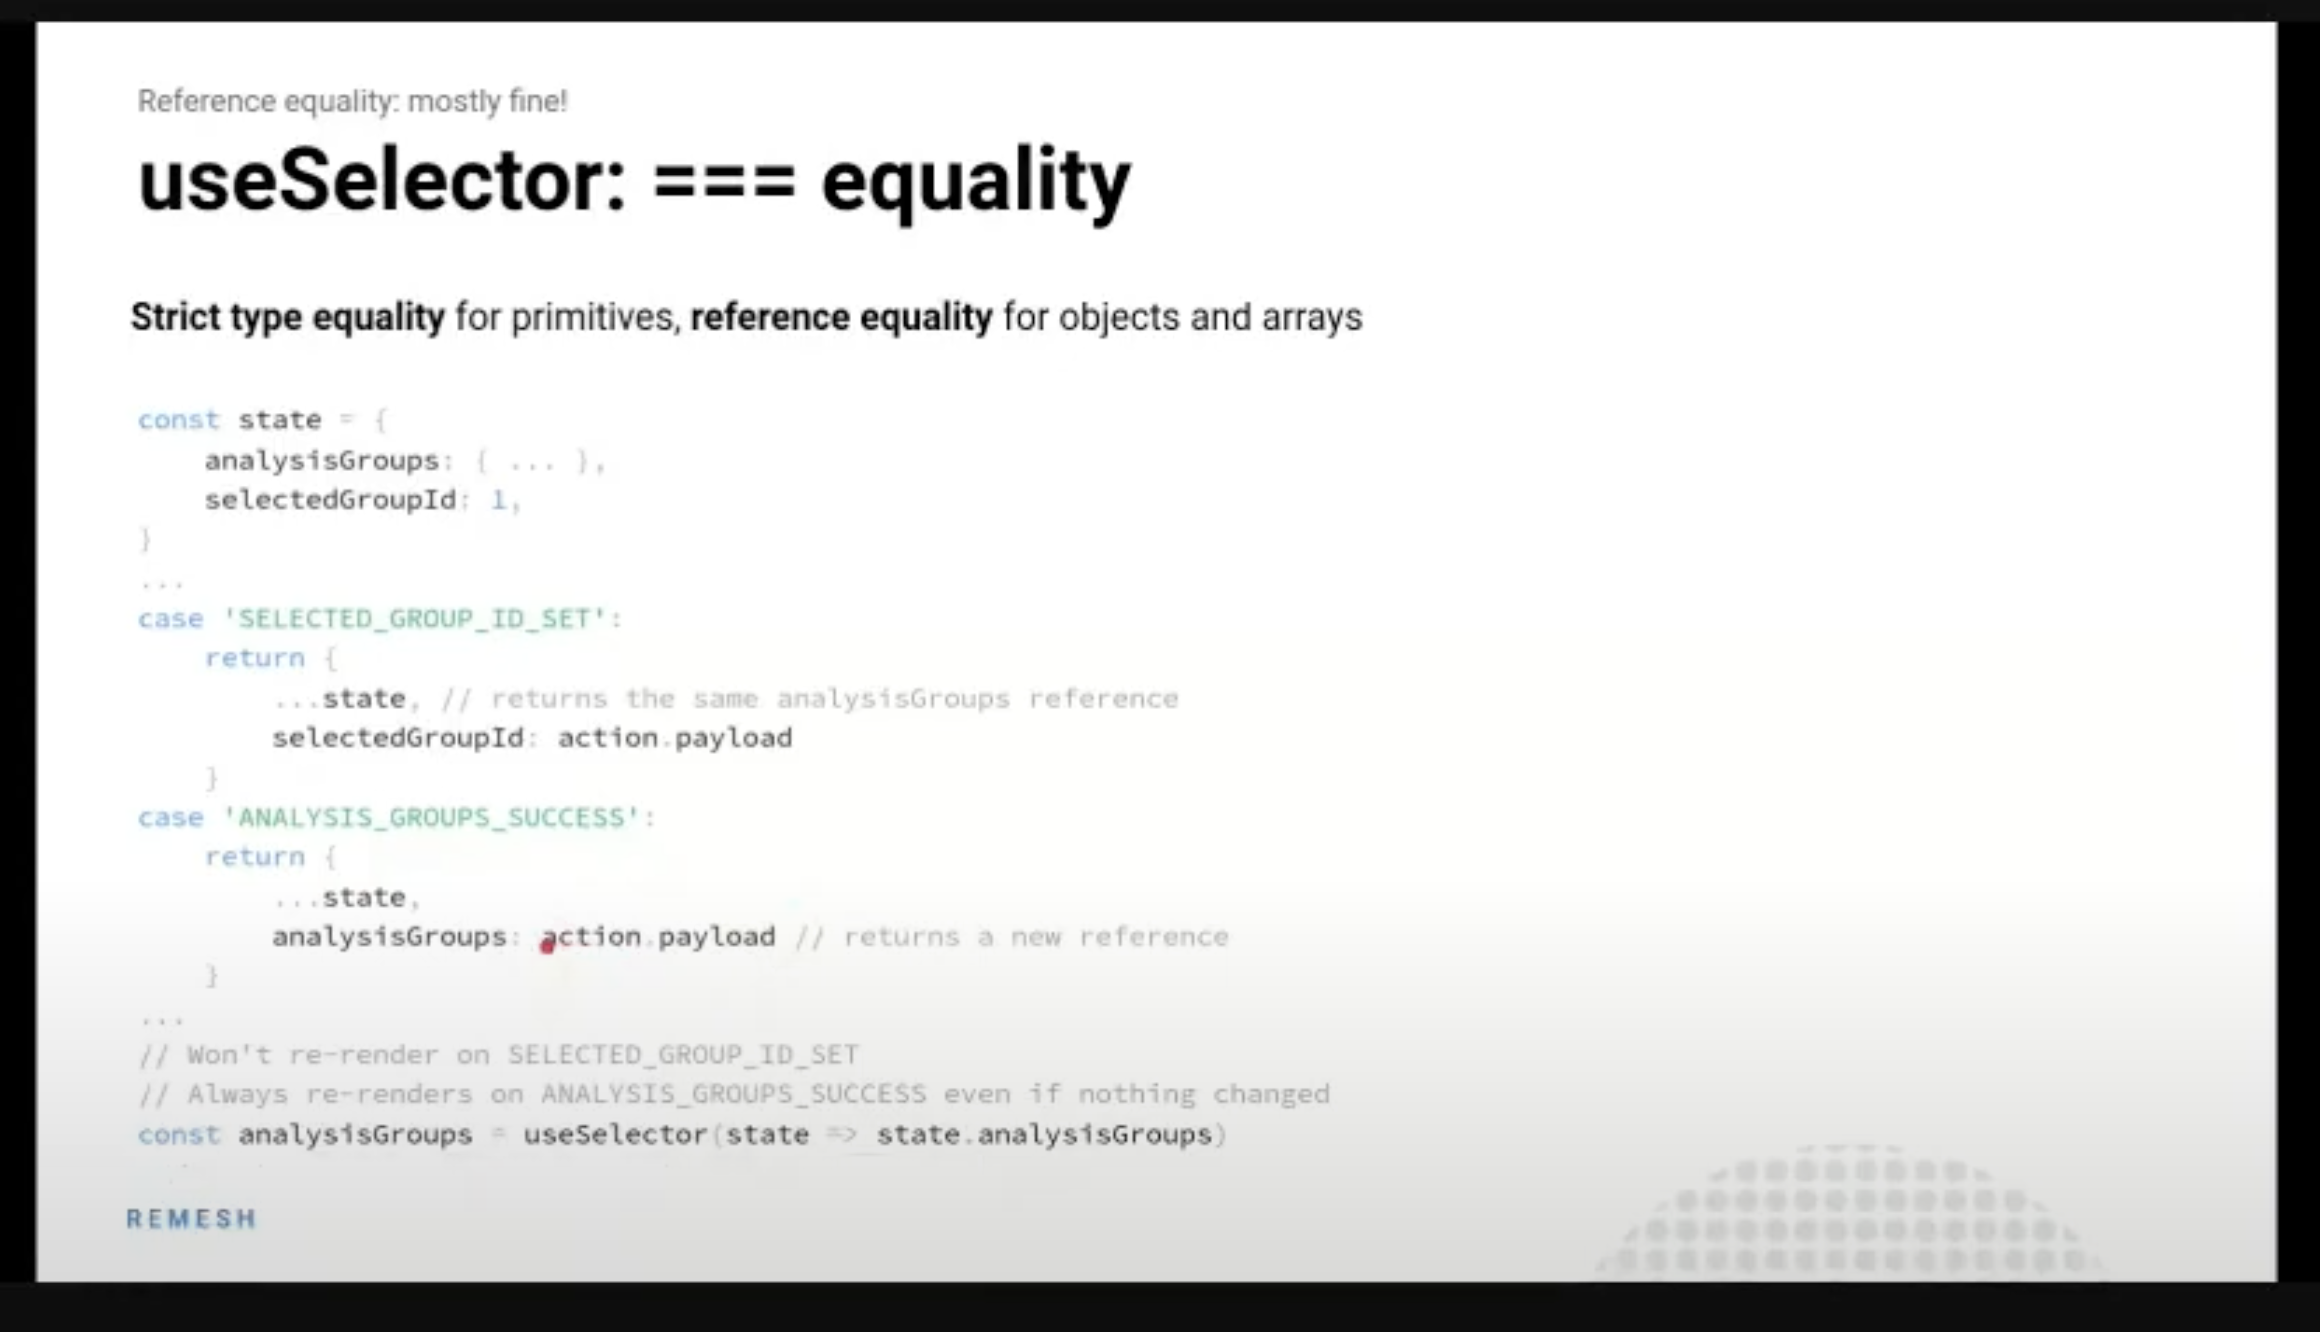 Reference equality: mostly fine!
useSelector: === equality
Strict type equality for primitives, reference equality for objects and arrays
const state = {
    analysisGroups: { ... },
    selectedGroupId: 1,
}
...
case 'SELECTED_GROUP_ID_SET':
    return {
        ...state, // returns the same analysisGroups reference
        selectedGroupId: action.payload
    }
case 'ANALYSIS_GROUPS_SUCCESS':
    return {
        ...state,
        analysisGroups: action.payload // returns a new reference
    }
...
// Won't re-render on SELECTED_GROUP_ID_SET
// Always re-renders on ANALYSIS_GROUPS_SUCCESS even if nothing changed
const analysisGroups = useSelector(state => state.analysisGroups)
REMESH